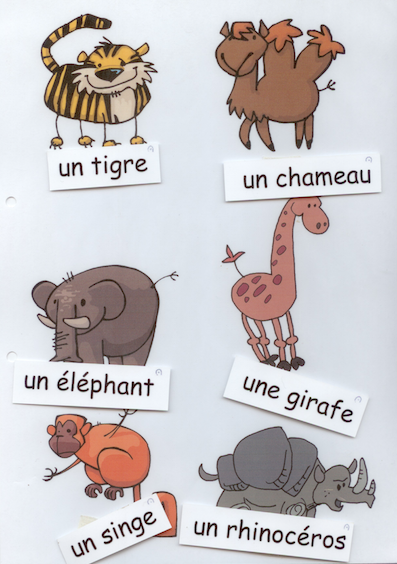 un tigre
un chameau
un éléphant
une girafe
un singe
un rhinocéros